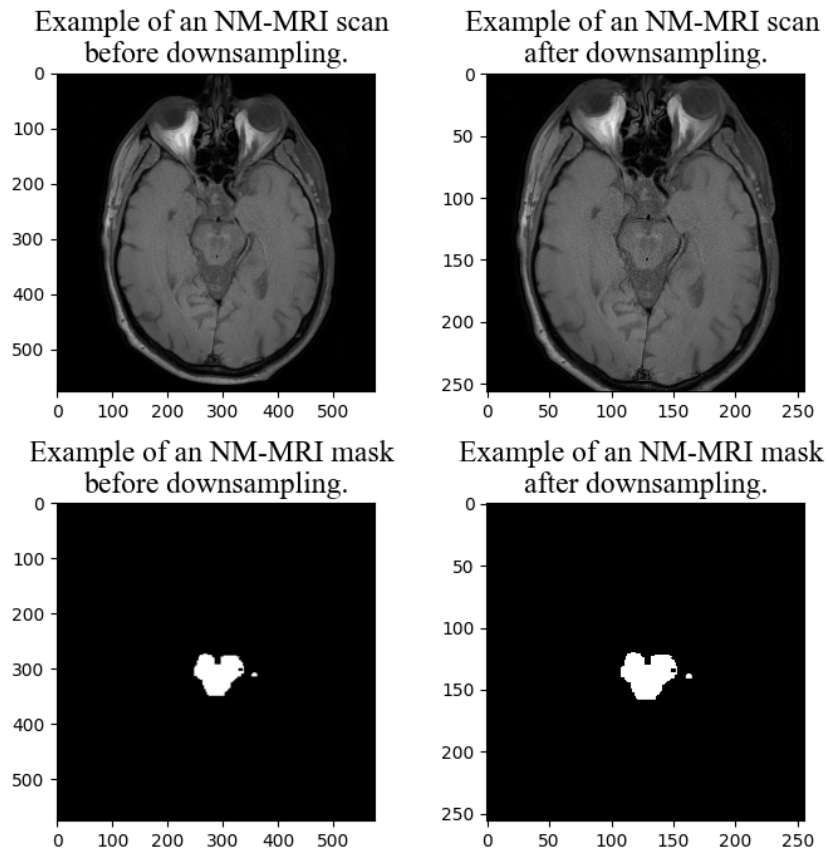 Example of an NM-MRI scan
before downsampling.
Example of an NM-MRI scan
after downsampling.
0
100
200
300
400
500
0 100 200 300 400 500
0
50
100
150
200
250
0 50 100 150 200 250
Example of an NM-MRI mask
before downsampling.
Example of an NM-MRI mask
after downsampling.
0
100
200
300
400
500
0 100 200 300 400 500
0
50
100
150
200
250
0 50 100 150 200 250